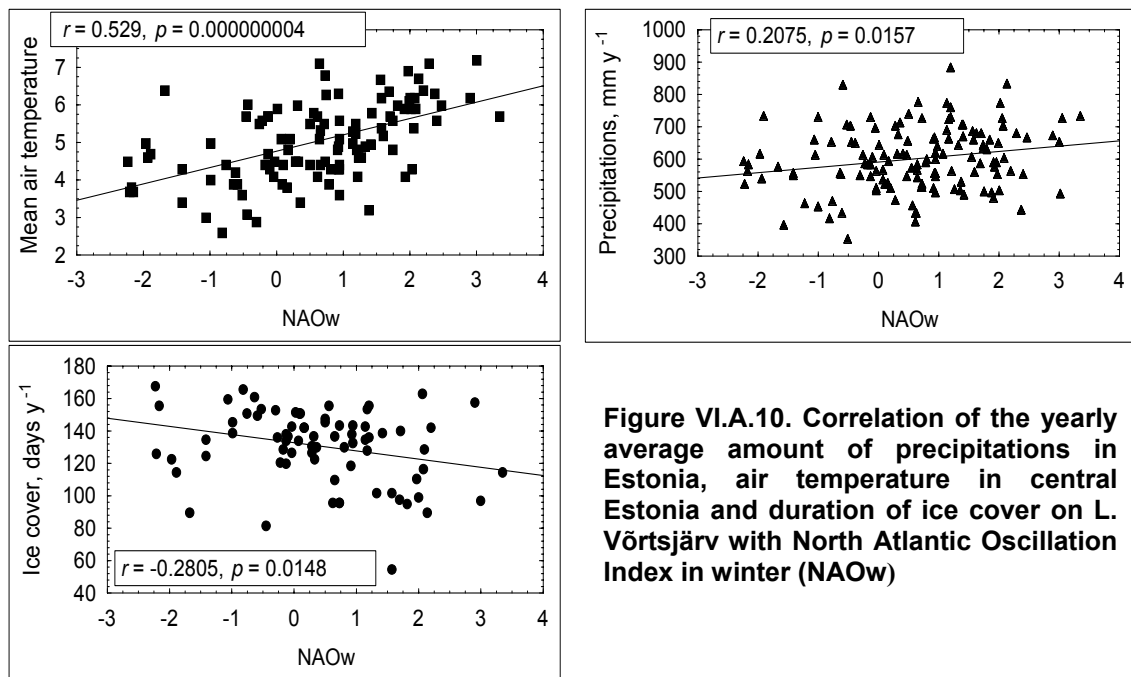 r = 0.529, p = 0.000000004
Mean air temperature
7
6
5
4
3
2
-3 -2 -1 0 1 2 3 4
NAOw
r = 0.2075, p = 0.0157
Precipitations, mm y -1
1000
900
800
700
600
500
400
300
-3 -2 -1 0 1 2 3 4
NAOw
Ice cover, days y -1
180
160
140
120
100
80
60
40
r = -0.2805, p = 0.0148
-3 -2 -1 0 1 2 3 4
NAOw
Figure VI.A.10. Correlation of the yearly
average amount of precipitations in
Estonia, air temperature in central
Estonia and duration of ice cover on L.
Võrtsjärv with North Atlantic Oscillation
Index in winter (NAOw)